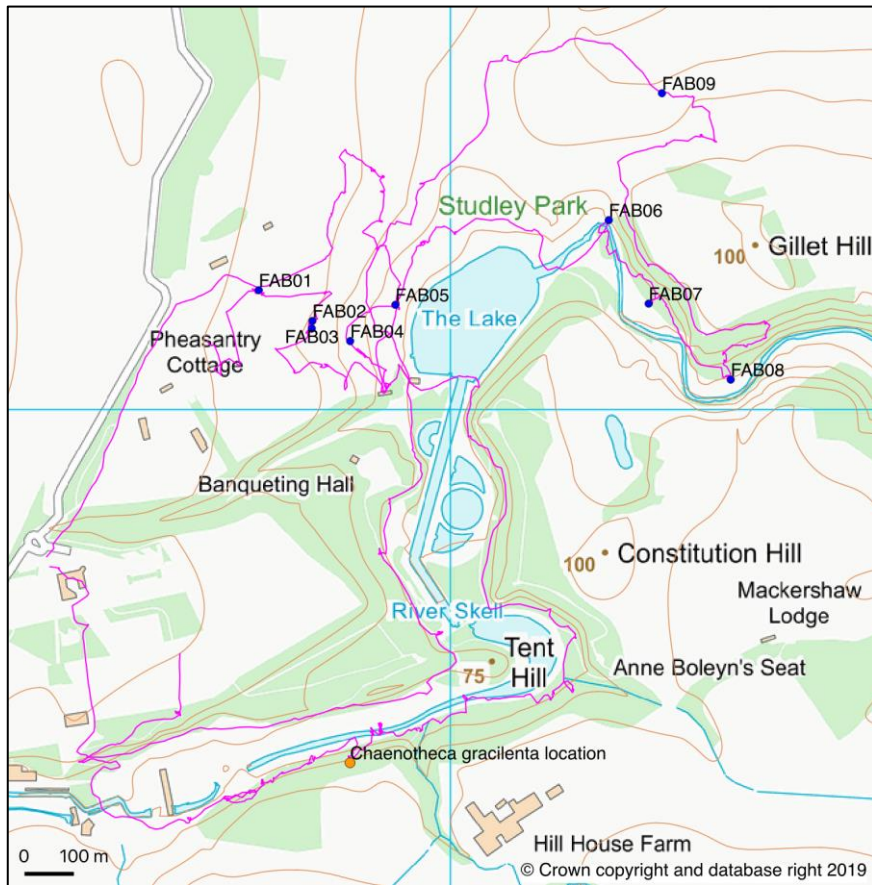 FAB09
Studley Park
FAB06
Gillet Hill
100
FAB01
FAB05
FAB07
FAB02
The Lake
FAB03
FAB04
Pheasantry
Cottage
FAB08
Banqueting Hall
100
Constitution Hill
Mackershaw
Lodge
River Skell
Tent
Hill
75
Anne Boleyn's Seat
Chaenotheca gracilenta location
Hill House Farm
0 100 m
© Crown copyright and database right 2019